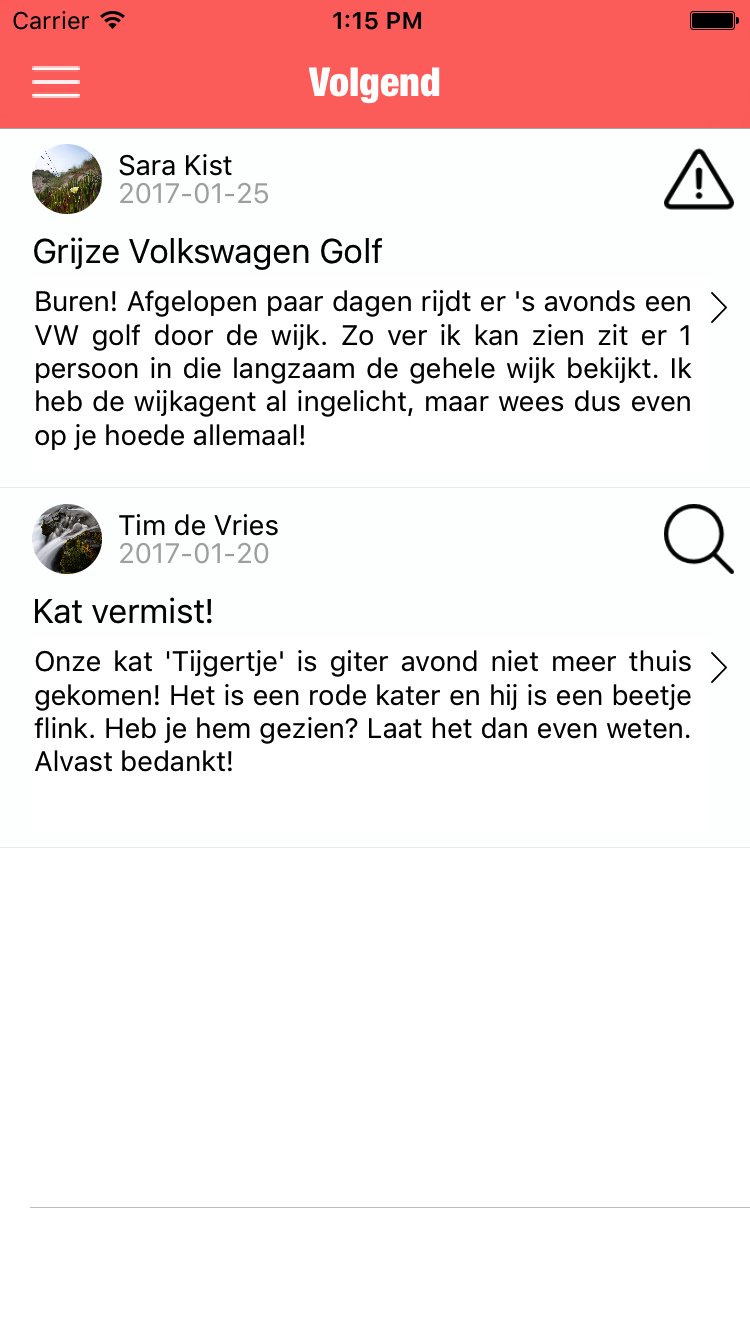 Carrier 1:15 PM
Volgend
Sara Kist
2017-01-25
Grijze Volkswagen Golf
Buren! Afgelopen paar dagen rijdt er 's avonds een
VW golf door de wijk. Zo ver ik kan zien zit er 1
persoon in die langzaam de gehele wijk bekijkt. Ik
heb de wijkagent al ingelicht, maar wees dus even
op je hoede allemaal!
Tim de Vries
2017-01-20
Kat vermist!
Onze kat 'Tijgertje' is giter avond niet meer thuis
gekomen! Het is een rode kater en hij is een beetje
flink. Heb je hem gezien? Laat het dan even weten.
Alvast bedankt!